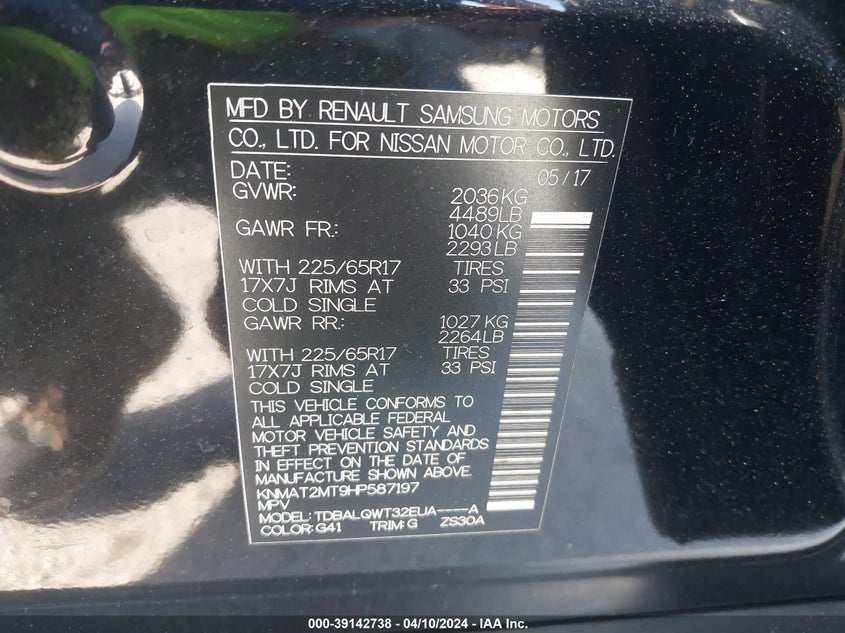 MFD BY RENAULT SAMSUNG MOTORS
CO., LTD. FOR NISSAN MOTOR CO., LTD.
DATE: 05/17
GVWR: 2036KG
4489LB
GAWR FR: 1040KG
2293LB
WITH 225/65R17 TIRES
17X7J RIMS AT 33 PSI
COLD SINGLE
GAWR RR: 1027KG
2264LB
WITH 225/65R17 TIRES
17X7J RIMS AT 33 PSI
COLD SINGLE
THIS VEHICLE CONFORMS TO
ALL APPLICABLE FEDERAL
MOTOR VEHICLE SAFETY AND
THEFT PREVENTION STANDARDS
IN EFFECT ON THE DATE OF
MANUFACTURE SHOWN ABOVE.
KNMAT2MT9HP587197
MPV
MODEL: TDBALQWT32EUA----A
COLOR: G41 TRIM: G ZS30A
000-39142738 - 04/10/2024 - IAA Inc.